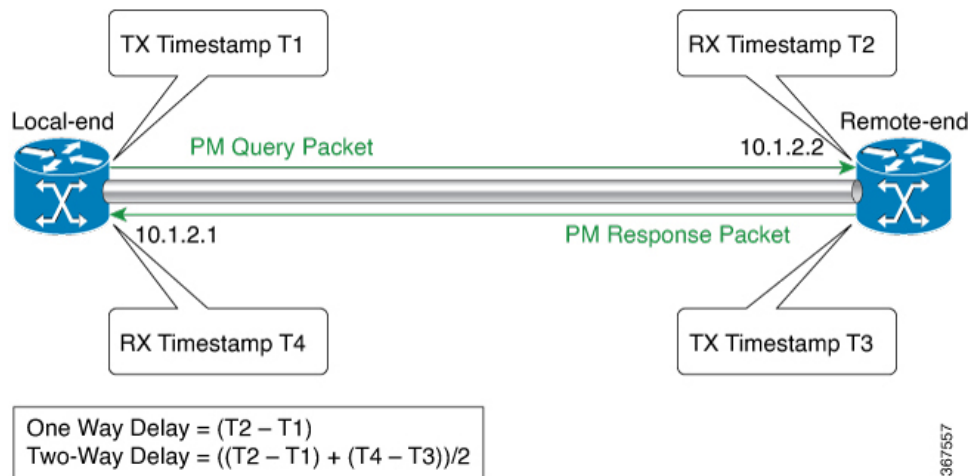 TX Timestamp T1
RX Timestamp T2
Local-end
Remote-end
PM Query Packet
10.1.2.2
10.1.2.1
PM Response Packet
RX Timestamp T4
TX Timestamp T3
One Way Delay = (T2 – T1)
Two-Way Delay = ((T2 – T1) + (T4 – T3))/2
367557